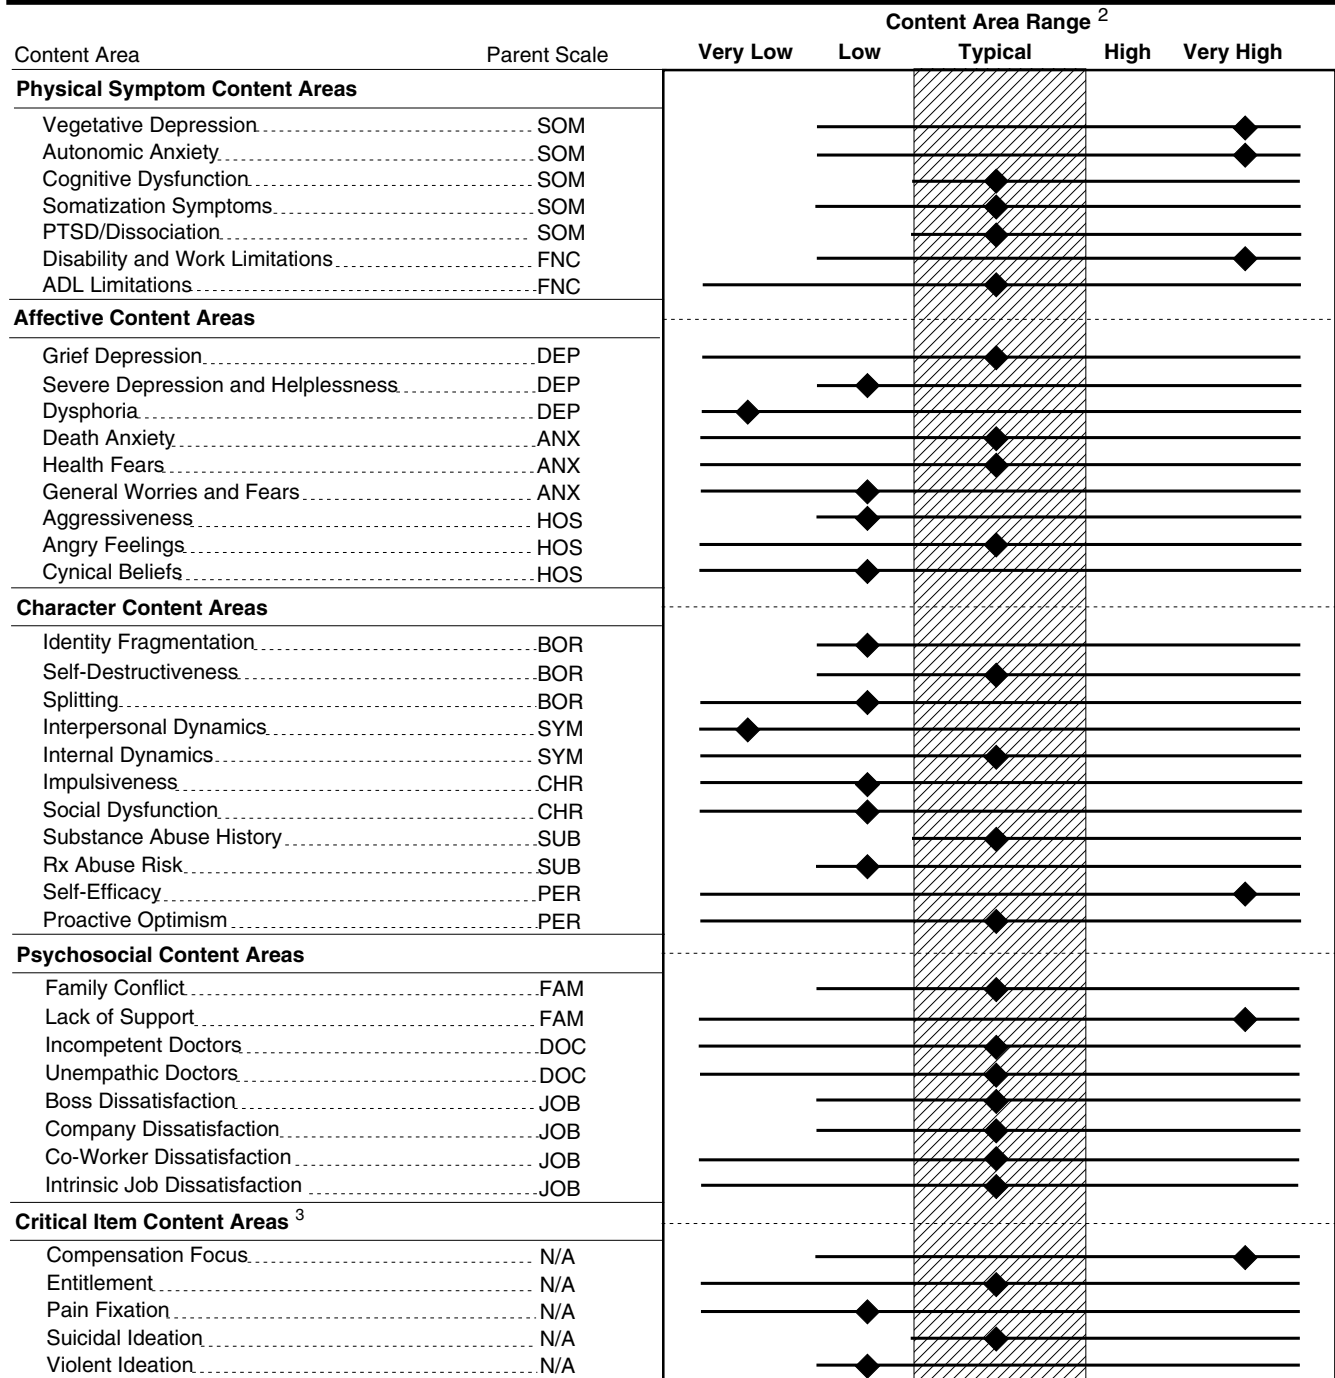 Content Area Range 2
Content Area Parent Scale Very Low Low Typical High Very High
Physical Symptom Content Areas
Vegetative Depression SOM
Autonomic Anxiety SOM
Cognitive Dysfunction SOM
Somatization Symptoms SOM
PTSD/Dissociation SOM
Disability and Work Limitations FNC
ADL Limitations FNC
Affective Content Areas
Grief Depression DEP
Severe Depression and Helplessness DEP
Dysphoria DEP
Death Anxiety ANX
Health Fears ANX
General Worries and Fears ANX
Aggressiveness HOS
Angry Feelings HOS
Cynical Beliefs HOS
Character Content Areas
Identity Fragmentation BOR
Self-Destructiveness BOR
Splitting BOR
Interpersonal Dynamics SYM
Internal Dynamics SYM
Impulsiveness CHR
Social Dysfunction CHR
Substance Abuse History SUB
Rx Abuse Risk SUB
Self-Efficacy PER
Proactive Optimism PER
Psychosocial Content Areas
Family Conflict FAM
Lack of Support FAM
Incompetent Doctors DOC
Unempathic Doctors DOC
Boss Dissatisfaction JOB
Company Dissatisfaction JOB
Co-Worker Dissatisfaction JOB
Intrinsic Job Dissatisfaction JOB
Critical Item Content Areas 3
Compensation Focus N/A
Entitlement N/A
Pain Fixation N/A
Suicidal Ideation N/A
Violent Ideation N/A